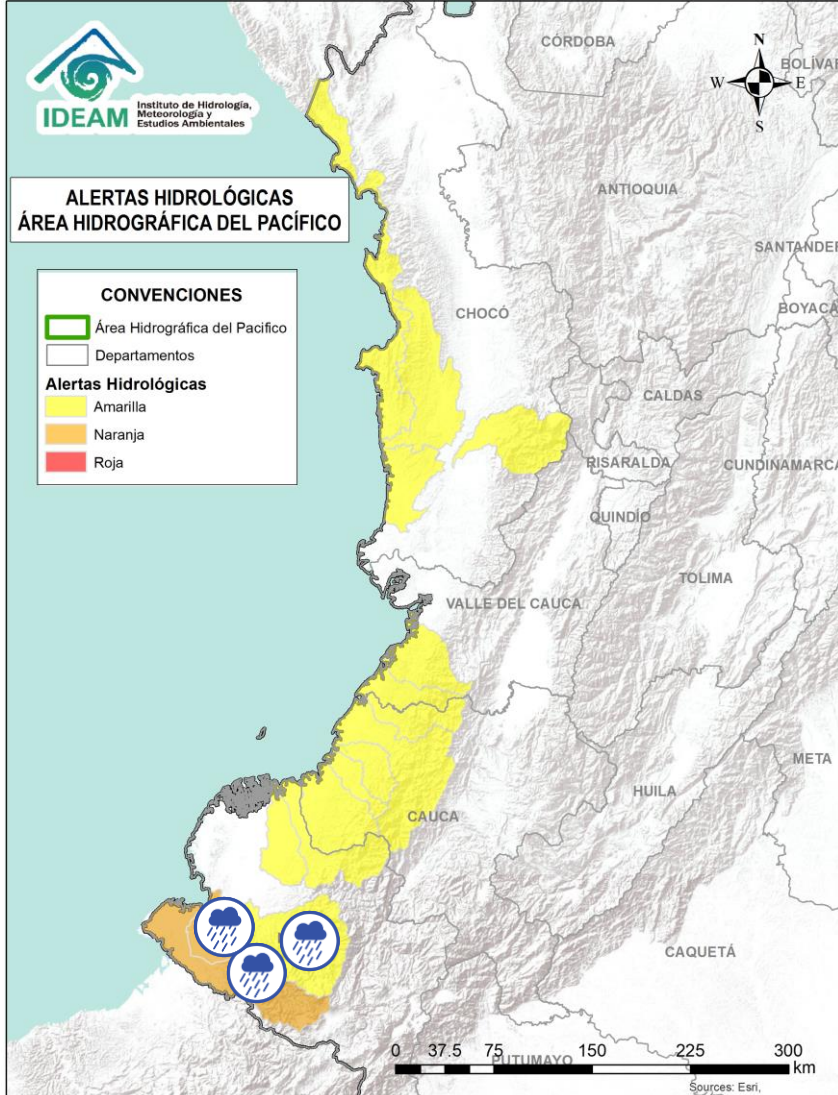 IDEAM
Instituto de Hidrología,
Meteorología y
Estudios Ambientales
ALERTAS HIDROLÓGICAS
ÁREA HIDROGRÁFICA DEL PACÍFICO
CONVENCIONES
Área Hidrográfica del Pacifico
Departamentos
Alertas Hidrológicas
Amarilla
Naranja
Roja
N
W
E
S
CÓRDOBA
BOLÍVAR
ANTIOQUIA
SANTANDER
BOYACA
CHOCÓ
CALDAS
RISARALDA
CUNDINAMARCA
QUINDÍO
TOLIMA
VALLE DEL CAUCA
META
HUILA
CAUCA
CAQUETÁ
PUTUMAYO
0 37.5 75 150 225 300
km
Sources: Esri,